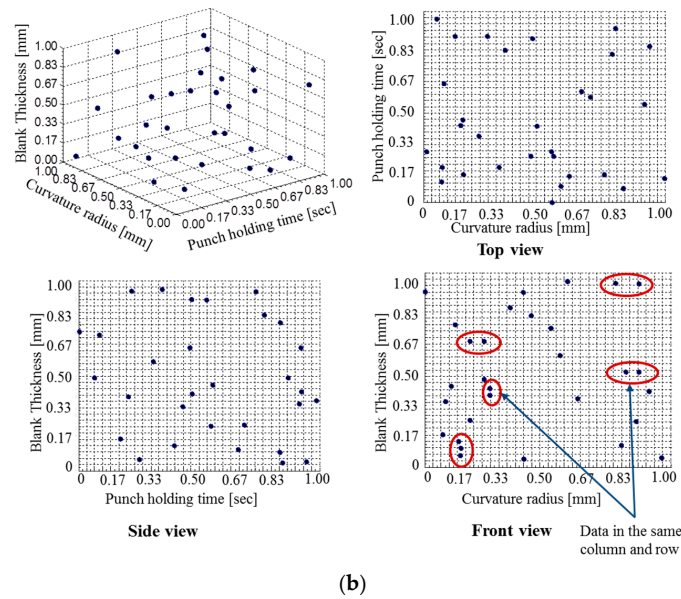 Blank Thickness [mm]
1.00
0.83
0.67
0.50
0.33
0.17
0.00
1.00
0.83
0.67
0.50
0.33
0.17
0.00
Curvature radius [mm]
0.00
0.17
0.33
0.50
0.67
0.83
1.00
Punch holding time [sec]
Punch holding time [sec]
1.00
0.83
0.67
0.50
0.33
0.17
0
0 0.17 0.33 0.50 0.67 0.83 1.00
Curvature radius [mm]
Top view
Blank Thickness [mm]
1.00
0.83
0.67
0.50
0.33
0.17
0
0 0.17 0.33 0.50 0.67 0.83 1.00
Punch holding time [sec]
Side view
Blank Thickness [mm]
1.00
0.83
0.67
0.50
0.33
0.17
0
0 0.17 0.33 0.50 0.67 0.83 1.00
Curvature radius [mm]
Front view
Data in the same
column and row
(b)